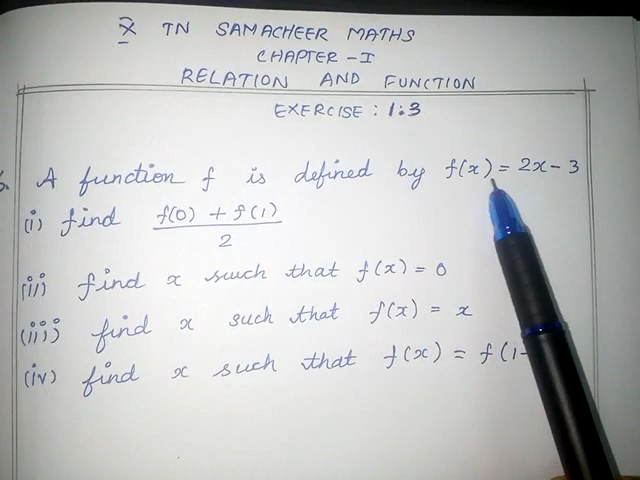 X TN SAMACHEER MATHS
CHAPTER - I
RELATION AND FUNCTION
EXERCISE : 1:3
A function f is defined by f(x) = 2x - 3
(i) find f(0) + f(1) / 2
(ii) find x such that f(x) = 0
(iii) find x such that f(x) = x
(iv) find x such that f(x) = f(1-